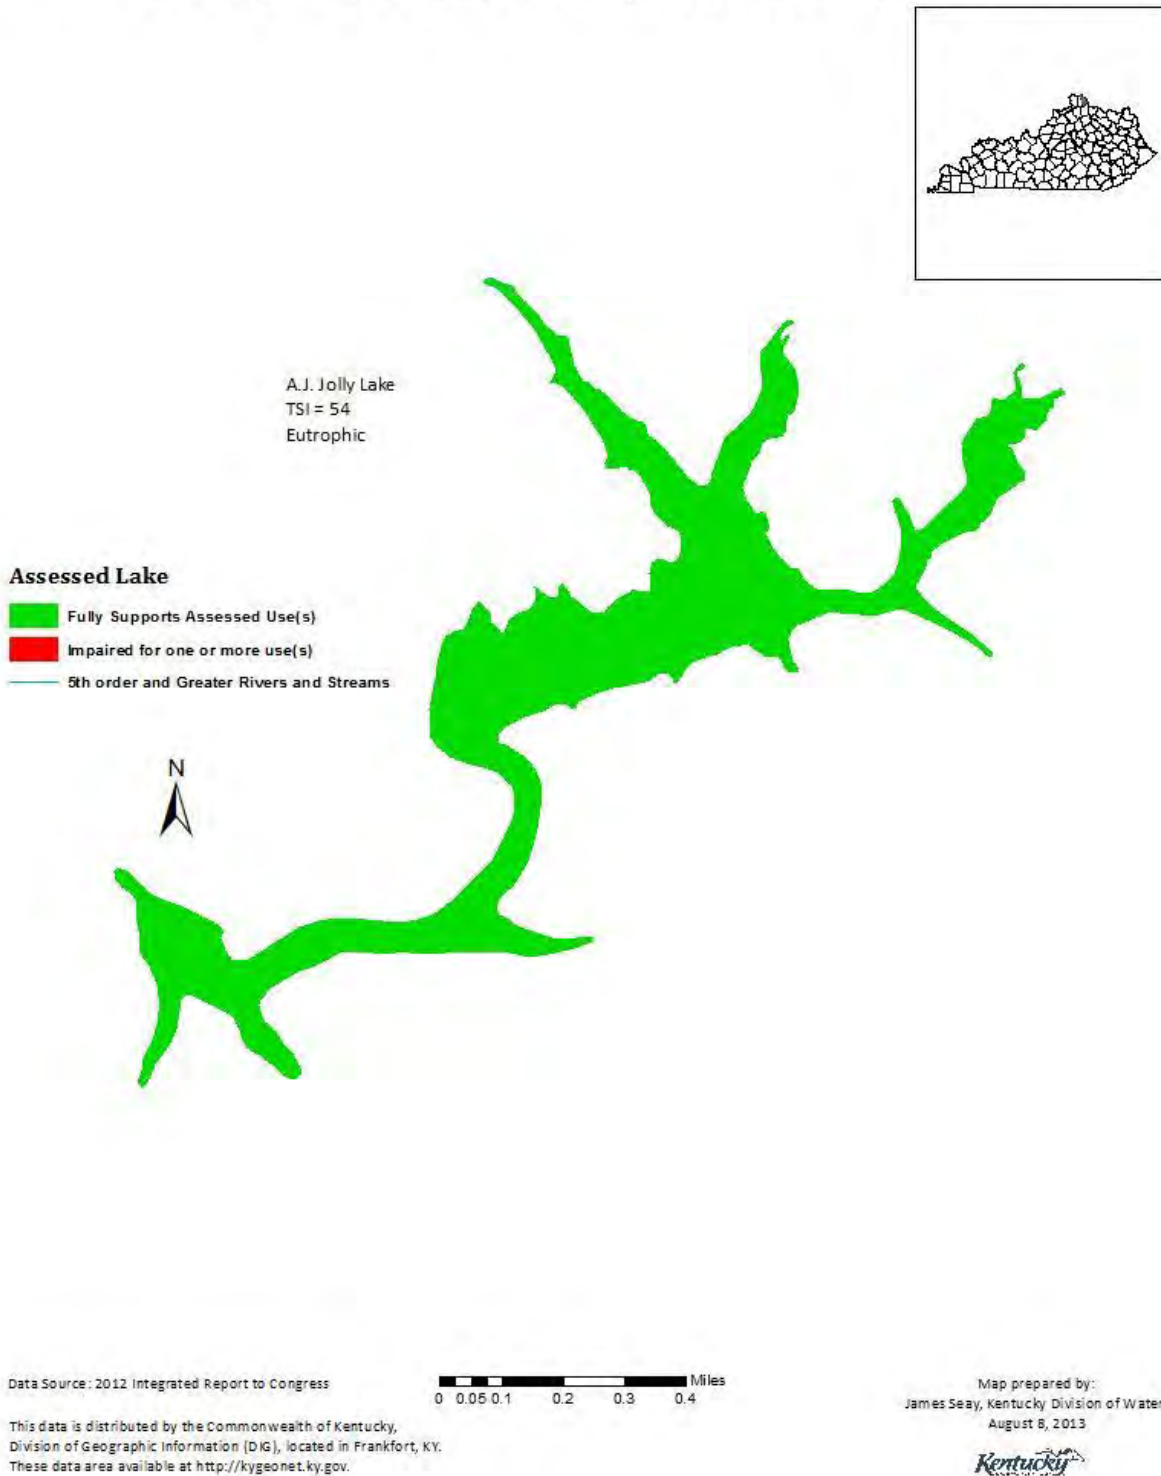 A.J. Jolly Lake
TSI = 54
Eutrophic
Assessed Lake
Fully Supports Assessed Use(s)
Impaired for one or more use(s)
5th order and Greater Rivers and Streams
N
Data Source: 2012 Integrated Report to Congress
Miles
0 0.05 0.1 0.2 0.3 0.4
This data is distributed by the Commonwealth of Kentucky,
Division of Geographic Information (DIG), located in Frankfort, KY.
These data area available at http://kygeonet.ky.gov.
Map prepared by:
James Seay, Kentucky Division of Water
August 8, 2013
Kentucky